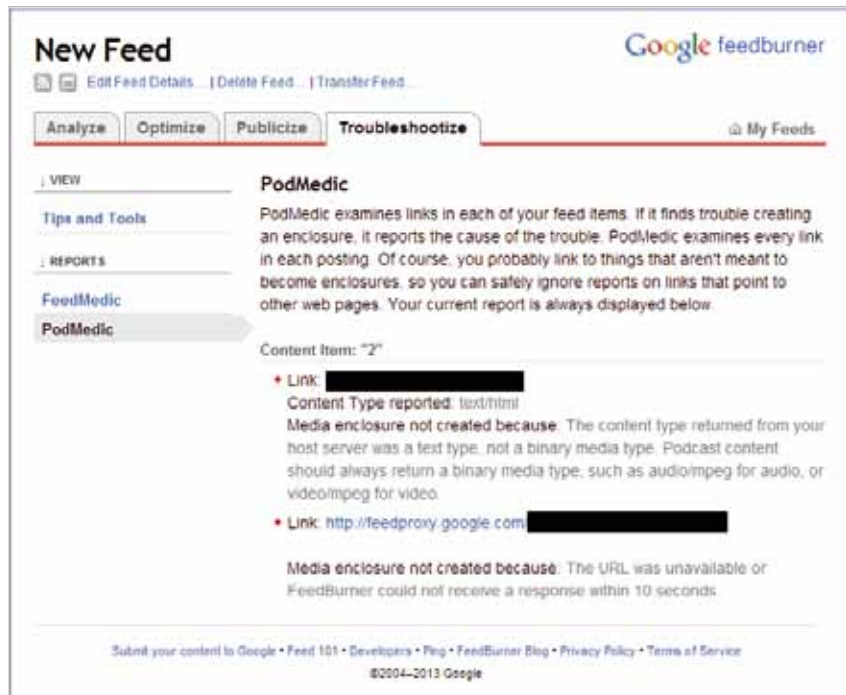 New Feed
Google feedburner
Edit Feed Details... | Delete Feed... | Transfer Feed...
Analyze Optimize Publicize Troubleshootize My Feeds
↓ VIEW
Tips and Tools
↓ REPORTS
FeedMedic
PodMedic
PodMedic
PodMedic examines links in each of your feed items. If it finds trouble creating
an enclosure, it reports the cause of the trouble. PodMedic examines every link
in each posting. Of course, you probably link to things that aren't meant to
become enclosures, so you can safely ignore reports on links that point to
other web pages. Your current report is always displayed below.
Content Item: "2"
Link:
Content Type reported: text/html
Media enclosure not created because: The content type returned from your
host server was a text type, not a binary media type. Podcast content
should always return a binary media type, such as audio/mpeg for audio, or
video/mpeg for video.
Link: http://feedproxy.google.com/
Media enclosure not created because: The URL was unavailable or
FeedBurner could not receive a response within 10 seconds
Submit your content to Google • Feed 101 • Developers • Ping • FeedBurner Blog • Privacy Policy • Terms of Service
©2004–2013 Google